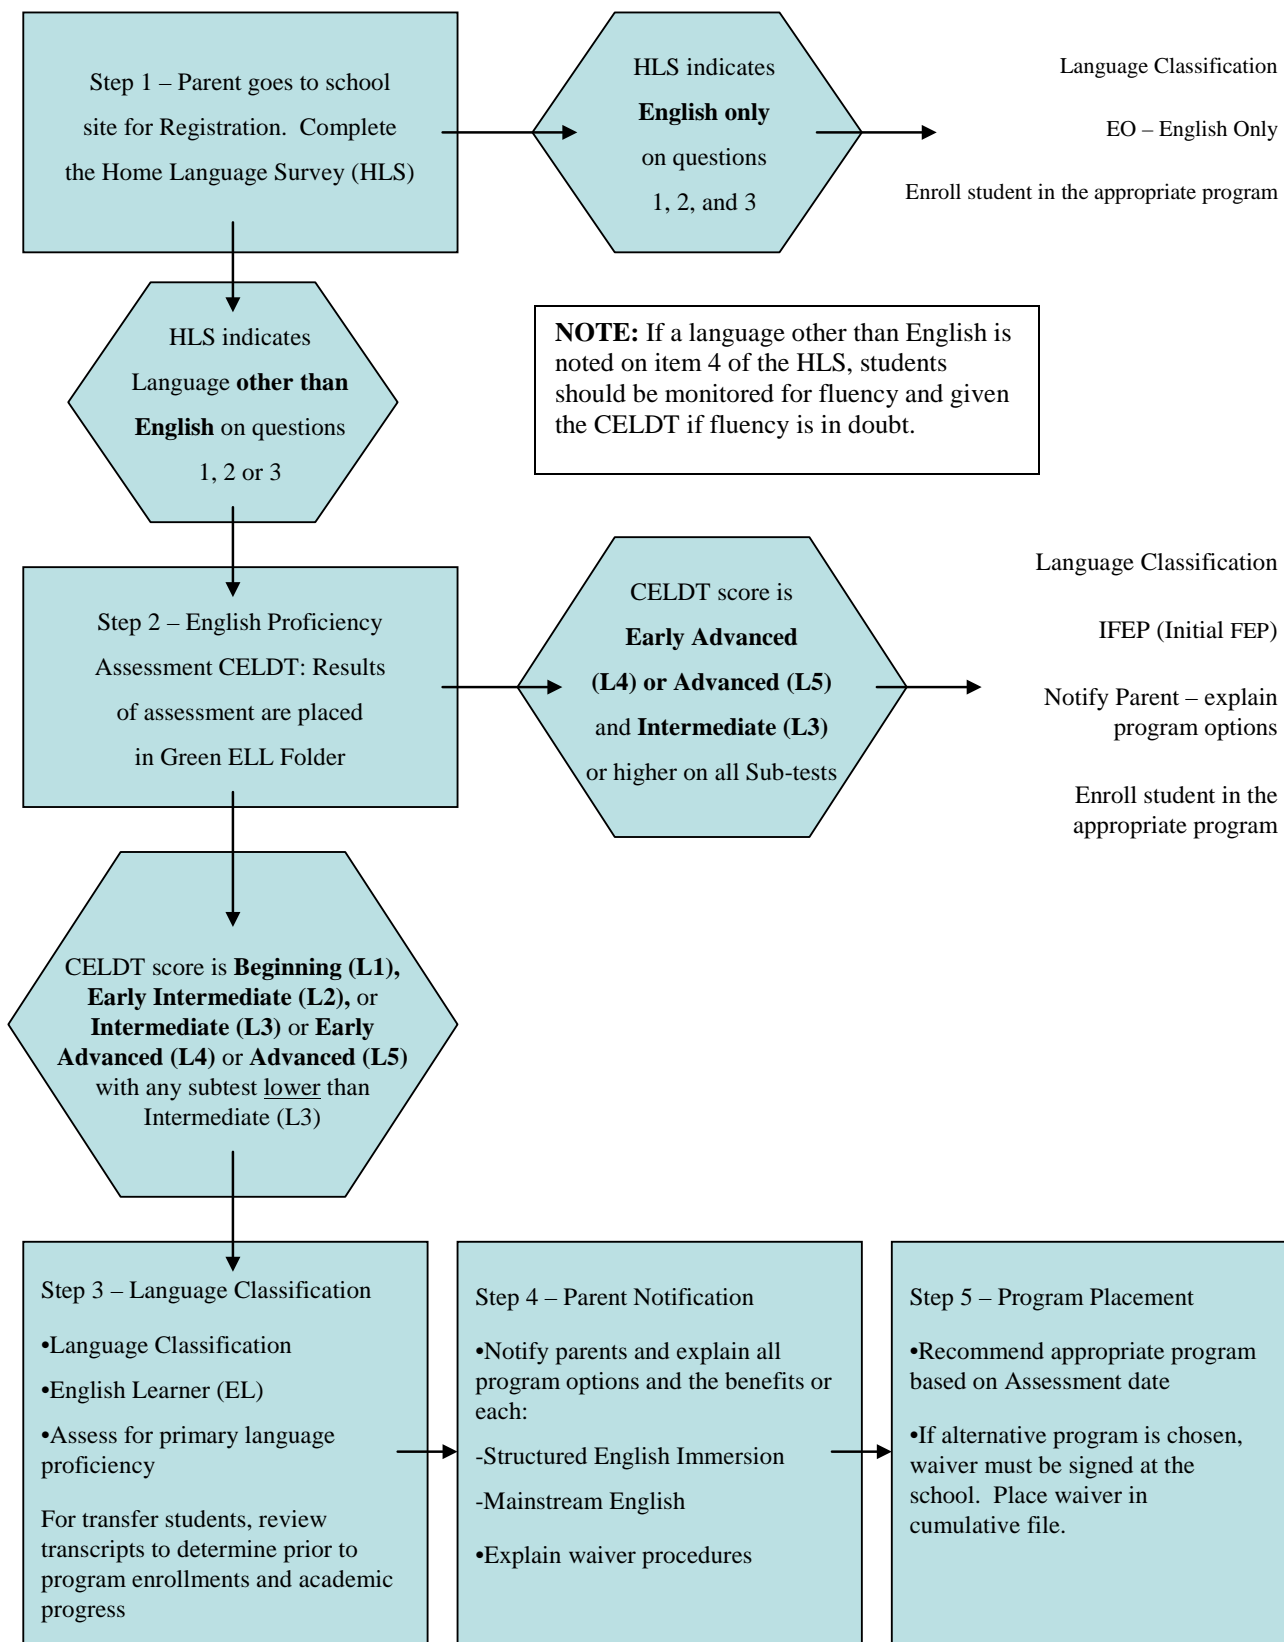 Step 1 – Parent goes to school
site for Registration.  Complete
the Home Language Survey (HLS)
HLS indicates
English only
on questions
1, 2, and 3
Language Classification
EO – English Only
Enroll student in the appropriate program
HLS indicates
Language other than
English on questions
1, 2 or 3
NOTE: If a language other than English is
noted on item 4 of the HLS, students
should be monitored for fluency and given
the CELDT if fluency is in doubt.
Step 2 – English Proficiency
Assessment CELDT: Results
of assessment are placed
in Green ELL Folder
CELDT score is
Early Advanced
(L4) or Advanced (L5)
and Intermediate (L3)
or higher on all Sub-tests
Language Classification
IFEP (Initial FEP)
Notify Parent – explain
program options
Enroll student in the
appropriate program
CELDT score is Beginning (L1),
Early Intermediate (L2), or
Intermediate (L3) or Early
Advanced (L4) or Advanced (L5)
with any subtest lower than
Intermediate (L3)
Step 3 – Language Classification
•Language Classification
•English Learner (EL)
•Assess for primary language
proficiency
For transfer students, review
transcripts to determine prior to
program enrollments and academic
progress
Step 4 – Parent Notification
•Notify parents and explain all
program options and the benefits or
each:
-Structured English Immersion
-Mainstream English
•Explain waiver procedures
Step 5 – Program Placement
•Recommend appropriate program
based on Assessment date
•If alternative program is chosen,
waiver must be signed at the
school.  Place waiver in
cumulative file.